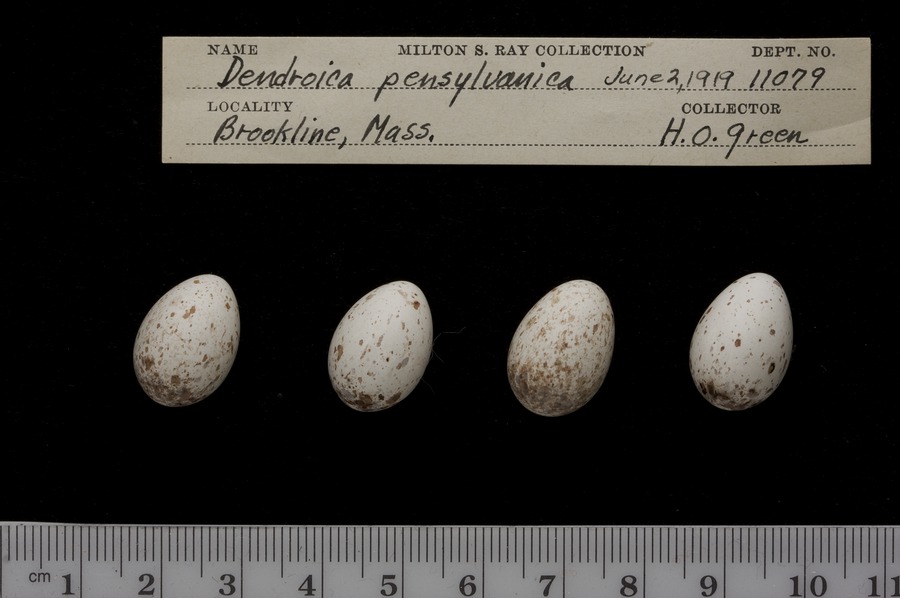 NAME MILTON S. RAY COLLECTION DEPT. NO.
Dendroica pensylvanica June 2, 1919 11079
LOCALITY COLLECTOR
Brookline, Mass. H.O. Green
cm 1 2 3 4 5 6 7 8 9 10 11